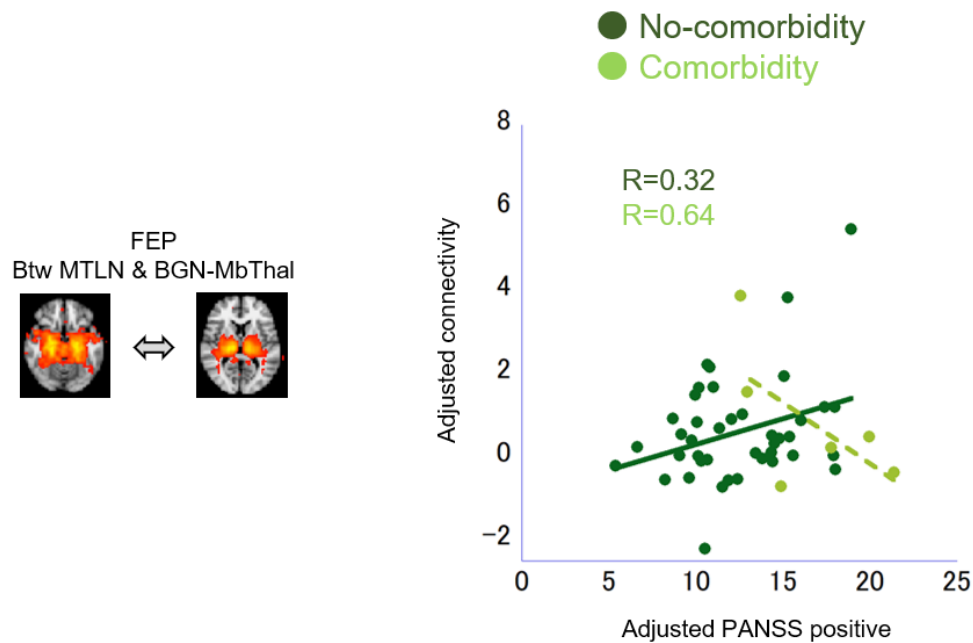 No-comorbidity
Comorbidity
FEP
Btw MTLN & BGN-MbThal
R=0.32
R=0.64
Adjusted connectivity
8
6
4
2
0
-2
0 5 10 15 20 25
Adjusted PANSS positive